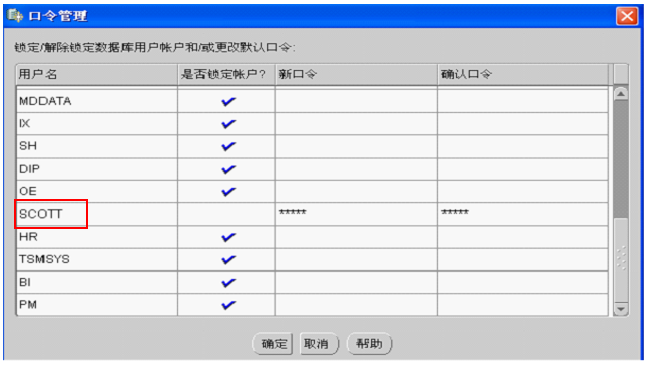 口令管理
锁定/解除锁定数据库用户帐户和/或更改默认口令:
用户名 是否锁定帐户? 新口令 确认口令
MDDATA
IX
SH
DIP
OE
SCOTT ***** *****
HR
TSMSYS
BI
PM
确定 取消 帮助